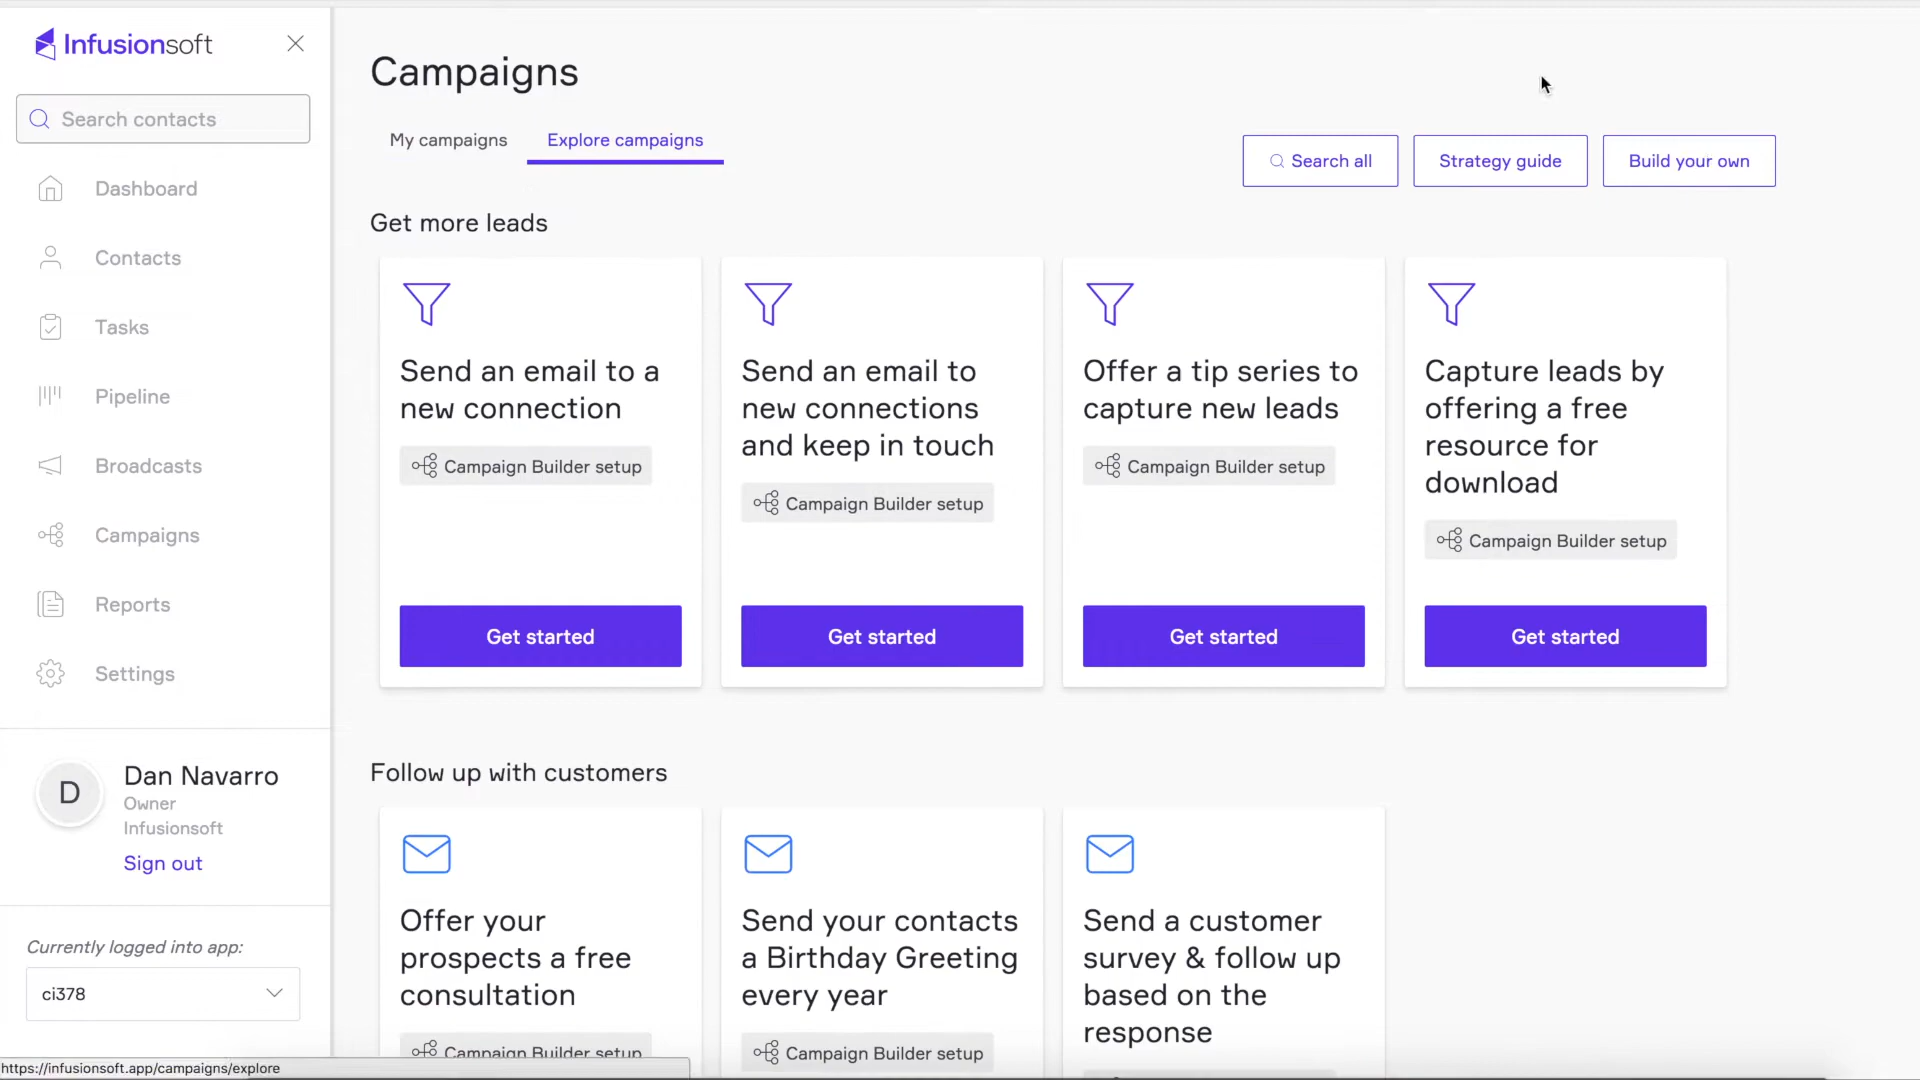 Infusionsoft
Search contacts
Dashboard
Contacts
Tasks
Pipeline
Broadcasts
Campaigns
Reports
Settings
D
Dan Navarro
Owner
Infusionsoft
Sign out
Currently logged into app:
ci378
Campaigns
My campaigns
Explore campaigns
Search all
Strategy guide
Build your own
Get more leads
Send an email to a
new connection
Campaign Builder setup
Get started
Send an email to
new connections
and keep in touch
Campaign Builder setup
Get started
Offer a tip series to
capture new leads
Campaign Builder setup
Get started
Capture leads by
offering a free
resource for
download
Campaign Builder setup
Get started
Follow up with customers
Offer your
prospects a free
consultation
Campaign Builder setup
Send your contacts
a Birthday Greeting
every year
Campaign Builder setup
Send a customer
survey & follow up
based on the
response
https://infusionsoft.app/campaigns/explore